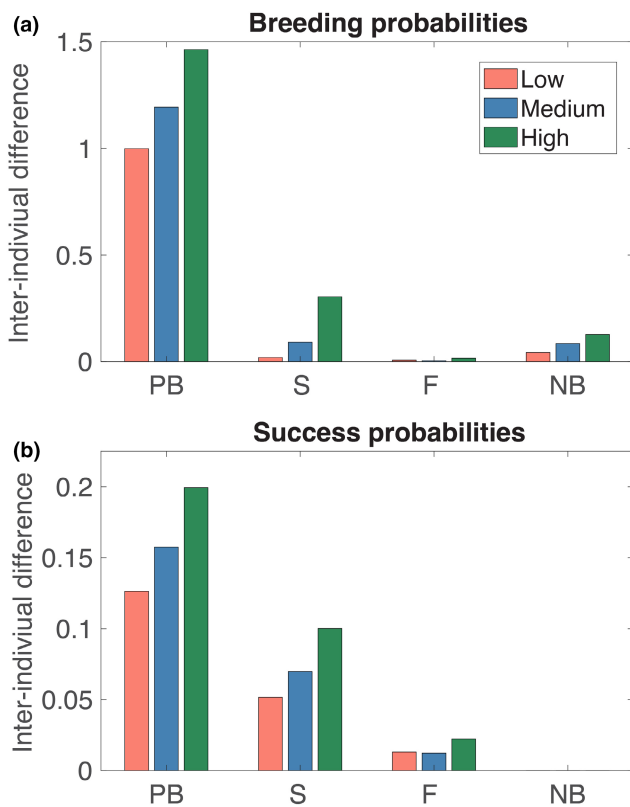 (a)
Breeding probabilities
Inter-indiviual difference
1.5
1
0.5
0
Low
Medium
High
PB S F NB
(b)
Success probabilities
Inter-indiviual difference
0.2
0.15
0.1
0.05
0
PB S F NB